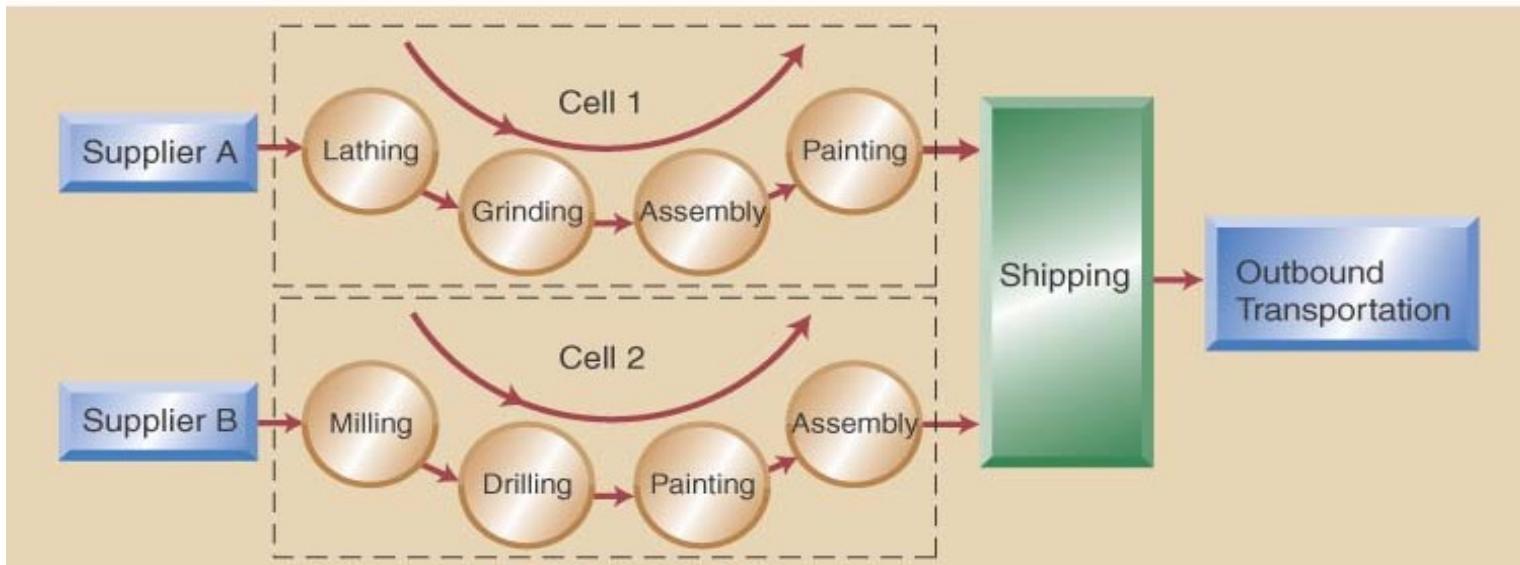 Supplier A
Lathing
Grinding
Cell 1
Assembly
Painting
Supplier B
Milling
Drilling
Cell 2
Painting
Assembly
Shipping
Outbound
Transportation